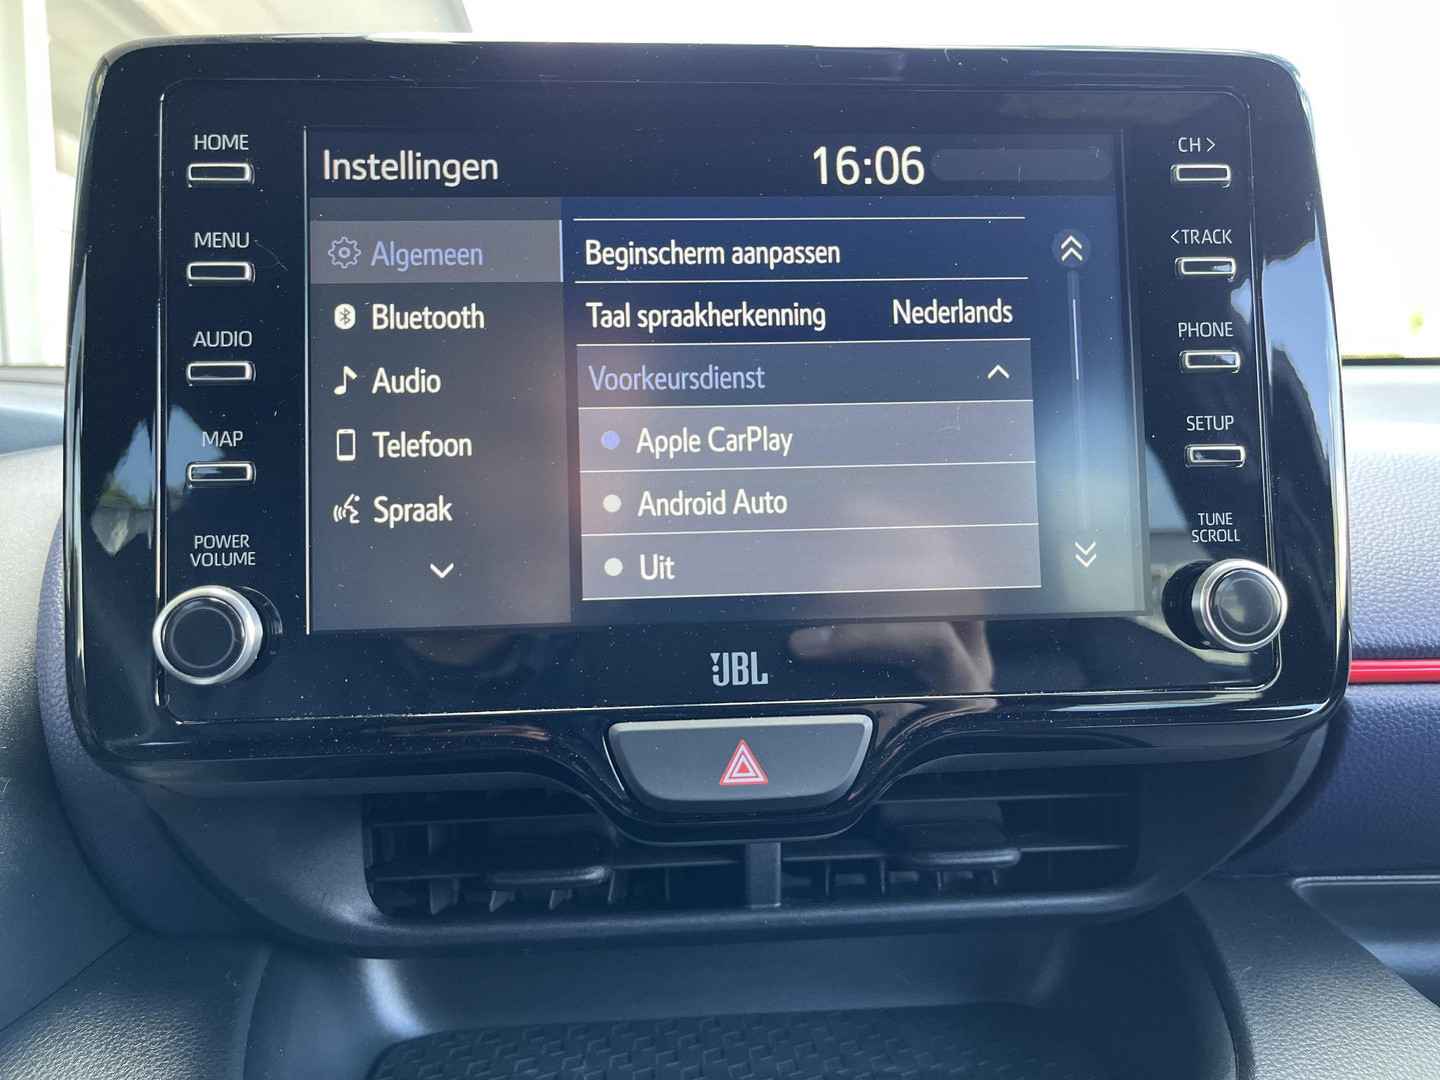 HOME
MENU
AUDIO
MAP
POWER
VOLUME
Instellingen
16:06
Algemeen
Bluetooth
Audio
Telefoon
Spraak
Beginscherm aanpassen
Taal spraakherkenning Nederlands
Voorkeursdienst
Apple CarPlay
Android Auto
Uit
CH >
<TRACK
PHONE
SETUP
TUNE
SCROLL
JBL